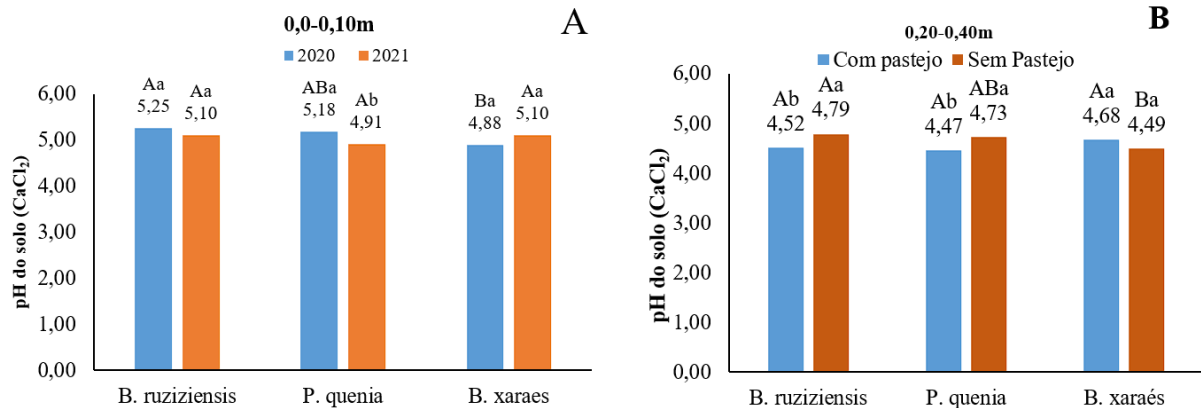 0,0-0,10m
A
2020 2021
pH do solo (CaCl₂)
6,00
5,00
4,00
3,00
2,00
1,00
0,00
Aa
5,25
Aa
5,10
ABa
5,18
Ab
4,91
Ba
4,88
Aa
5,10
B. ruziziensis P. quenia B. xaraes
B
0,20-0,40m
Com pastejo Sem Pastejo
pH do solo (CaCl₂)
6,00
5,00
4,00
3,00
2,00
1,00
0,00
Ab
4,52
Aa
4,79
Ab
4,47
ABa
4,73
Aa
4,68
Ba
4,49
B. ruziziensis P. quenia B. xaraés